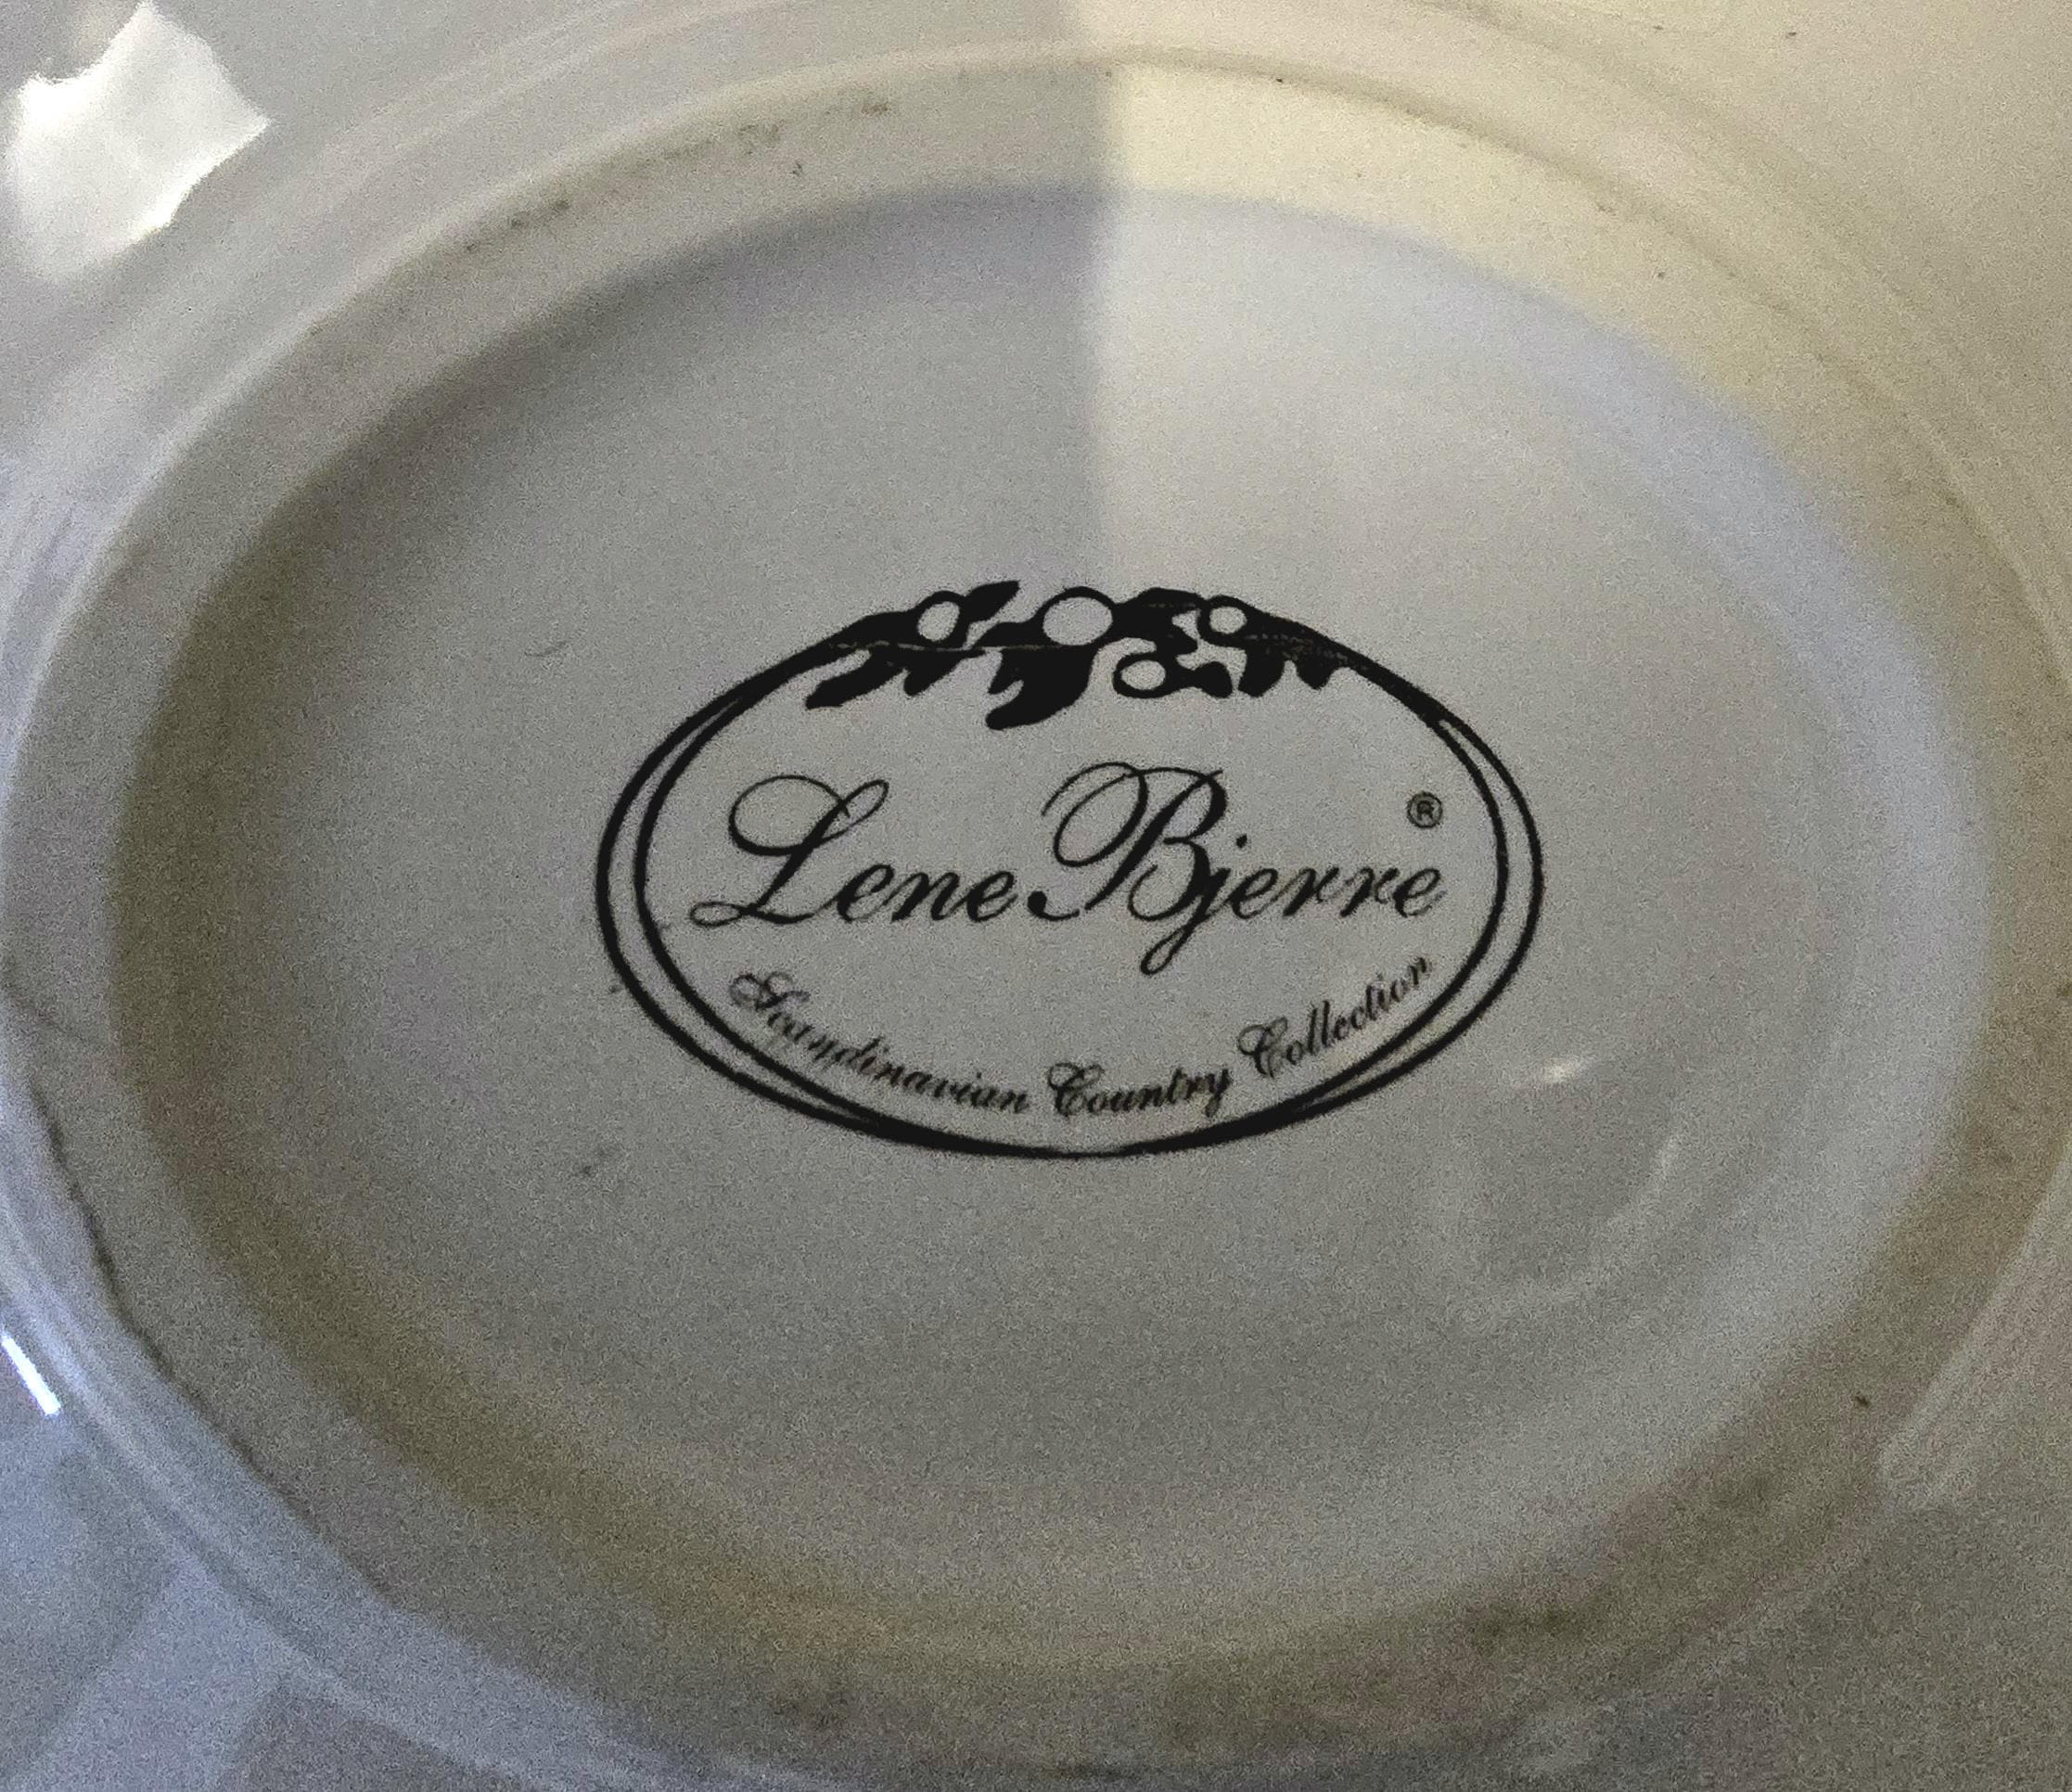 Lene Bjerre ®
Scandinavian Country Collection